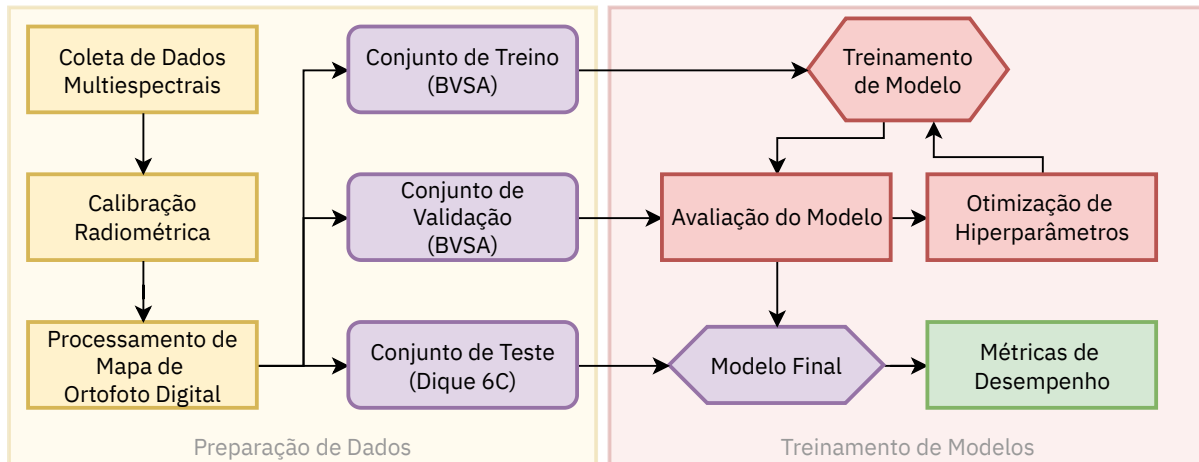 Coleta de Dados
Multiespectrais
Calibração
Radiométrica
Processamento de
Mapa de
Ortofoto Digital
Conjunto de Treino
(BVSA)
Conjunto de
Validação
(BVSA)
Conjunto de Teste
(Dique 6C)
Preparação de Dados
Treinamento
de Modelo
Avaliação do Modelo
Otimização de
Hiperparâmetros
Modelo Final
Métricas de
Desempenho
Treinamento de Modelos